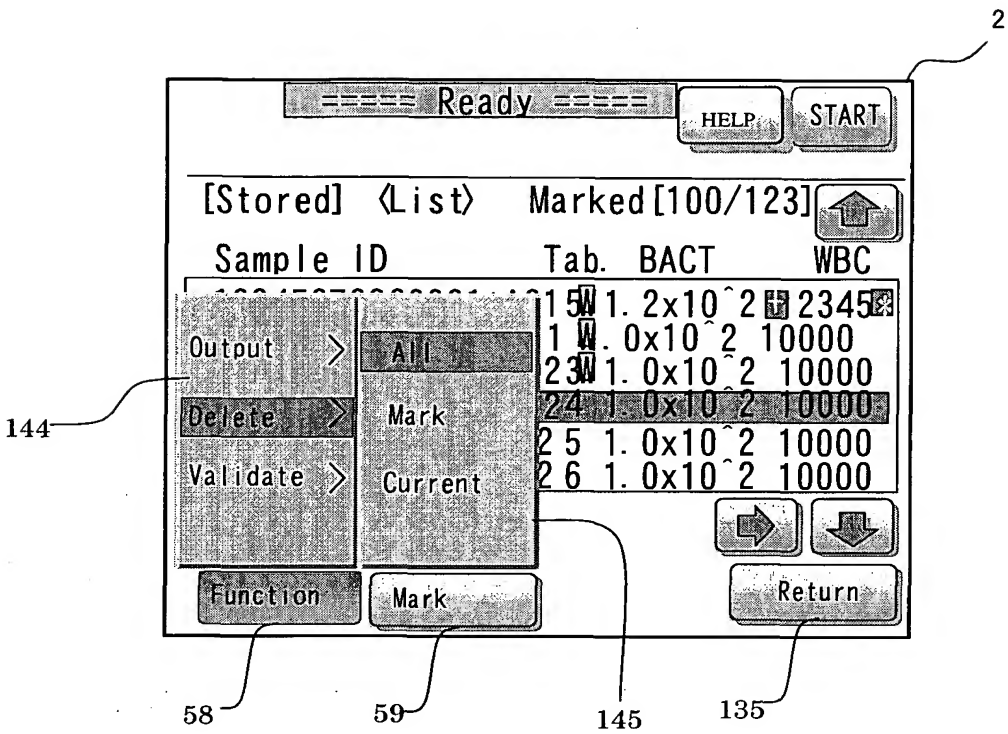 2
===== Ready =====
HELP
START
[Stored] 〈List〉 Marked[100/123]
Sample ID Tab. BACT WBC
15W 1.2x10^2 2345*
1 W.0x10^2 10000
23W 1.0x10^2 10000
24 1.0x10^2 10000
25 1.0x10^2 10000
26 1.0x10^2 10000
Output > All
Delete > Mark
Validate > Current
144
Function Mark Return
58 59 145 135